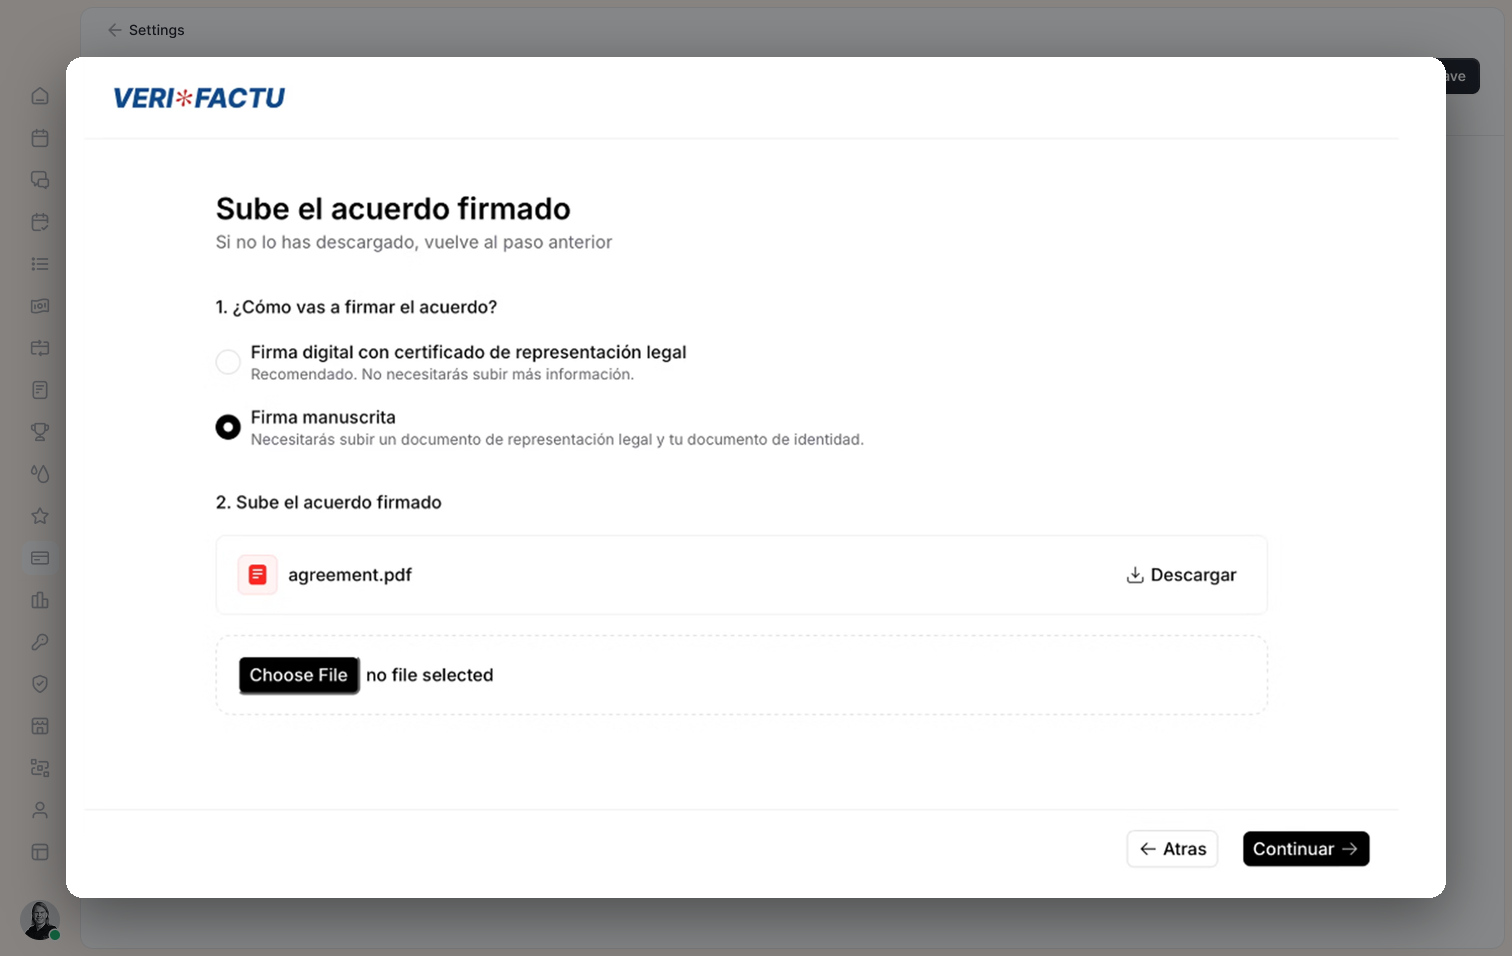 Settings
ave
VERI*FACTU
Sube el acuerdo firmado
Si no lo has descargado, vuelve al paso anterior
1. ¿Cómo vas a firmar el acuerdo?
Firma digital con certificado de representación legal
Recomendado. No necesitarás subir más información.
Firma manuscrita
Necesitarás subir un documento de representación legal y tu documento de identidad.
2. Sube el acuerdo firmado
agreement.pdf
Descargar
Choose File no file selected
Atras
Continuar